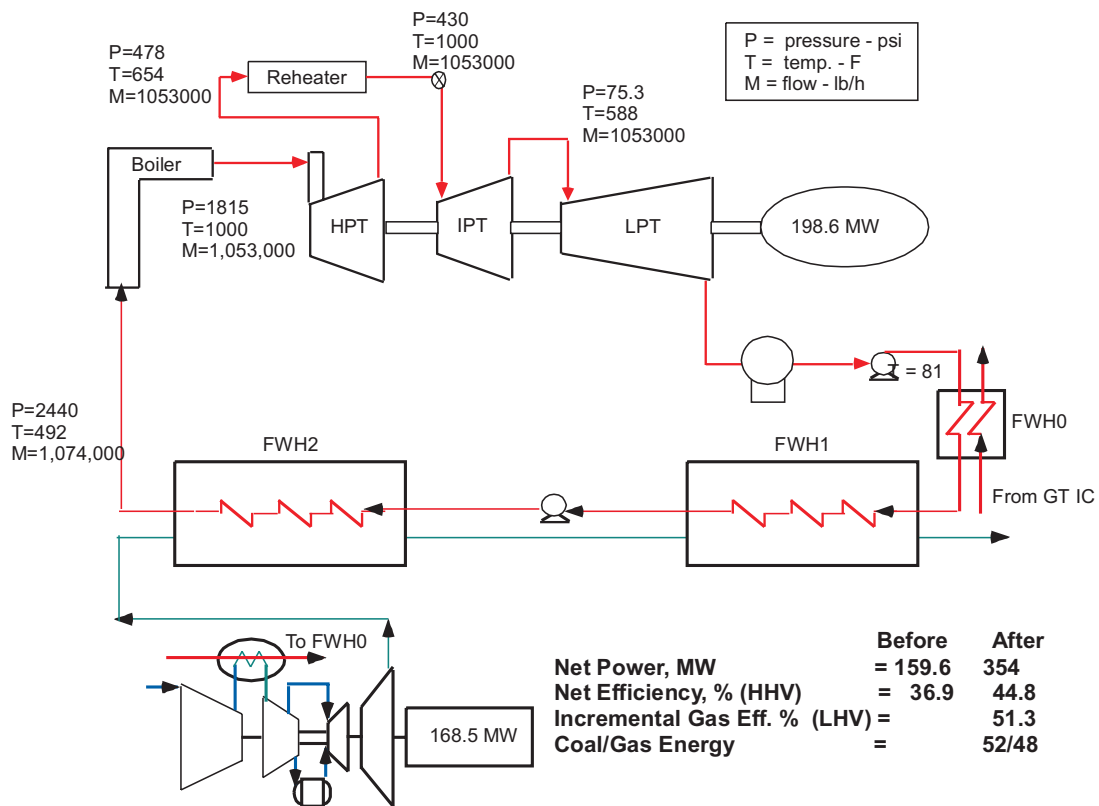 P=430
T=1000
M=1053000
P=478
T=654
M=1053000
P = pressure - psi
T = temp. - F
M = flow - lb/h
Reheater
P=75.3
T=588
M=1053000
Boiler
P=1815
T=1000
M=1,053,000
HPT
IPT
LPT
198.6 MW
T = 81
P=2440
T=492
M=1,074,000
FWH2
FWH1
FWH0
From GT IC
To FWH0
168.5 MW
Before After
Net Power, MW = 159.6 354
Net Efficiency, % (HHV) = 36.9 44.8
Incremental Gas Eff. % (LHV) = 51.3
Coal/Gas Energy = 52/48